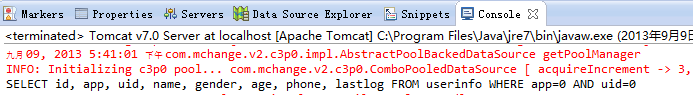 Markers Properties Servers Data Source Explorer Snippets Console
<terminated> Tomcat v7.0 Server at localhost [Apache Tomcat] C:\Program Files\Java\jre7\bin\javaw.exe (2013年9月9日
九月 09, 2013 5:41:01 下午 com.mchange.v2.c3p0.impl.AbstractPoolBackedDataSource getPoolManager
INFO: Initializing c3p0 pool... com.mchange.v2.c3p0.ComboPooledDataSource [ acquireIncrement -> 3,
SELECT id, app, uid, name, gender, age, phone, lastlog FROM userinfo WHERE app=0 AND uid=0